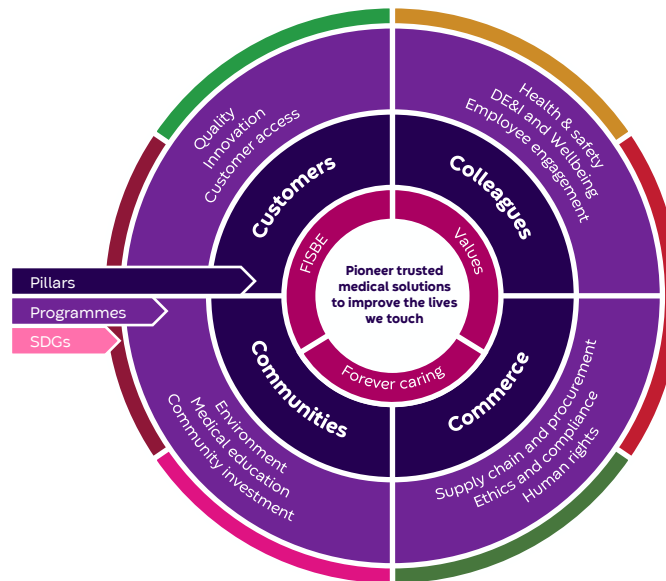 Quality
Innovation
Customer access
Health & safety
DE&I and Wellbeing
Employee engagement
Customers
Colleagues
FISBE
Values
Pioneer trusted
medical solutions
to improve the lives
we touch
Pillars
Programmes
SDGs
Forever caring
Communities
Commerce
Environment
Medical education
Community investment
Supply chain and procurement
Ethics and compliance
Human rights